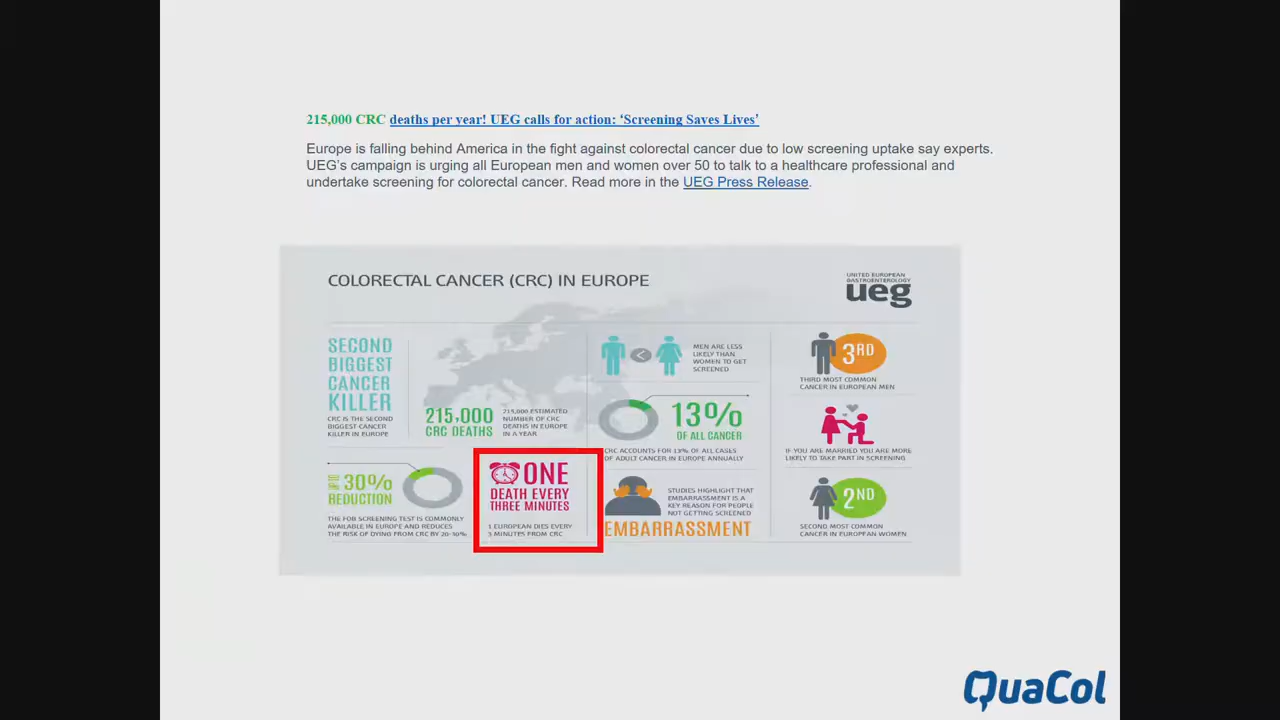 215,000 CRC deaths per year! UEG calls for action: ‘Screening Saves Lives’
Europe is falling behind America in the fight against colorectal cancer due to low screening uptake say experts.
UEG’s campaign is urging all European men and women over 50 to talk to a healthcare professional and
undertake screening for colorectal cancer. Read more in the UEG Press Release.
COLORECTAL CANCER (CRC) IN EUROPE
UNITED EUROPEAN
GASTROENTEROLOGY
ueg
SECOND
BIGGEST
CANCER
KILLER
CRC IS THE SECOND
BIGGEST CANCER
KILLER IN EUROPE
215,000
CRC DEATHS
215,000 ESTIMATED
NUMBER OF CRC
DEATHS IN EUROPE
IN A YEAR
MEN ARE LESS
LIKELY THAN
WOMEN TO GET
SCREENED
13%
OF ALL CANCER
CRC ACCOUNTS FOR 13% OF ALL CASES
OF ADULT CANCER IN EUROPE ANNUALLY
3RD
THIRD MOST COMMON
CANCER IN EUROPEAN MEN
IF YOU ARE MARRIED YOU ARE MORE
LIKELY TO TAKE PART IN SCREENING
UP TO 30%
REDUCTION
THE FOB SCREENING TEST IS COMMONLY
AVAILABLE IN EUROPE AND REDUCES
THE RISK OF DYING FROM CRC BY 20-30%
ONE
DEATH EVERY
THREE MINUTES
1 EUROPEAN DIES EVERY
3 MINUTES FROM CRC
STUDIES HIGHLIGHT THAT
EMBARRASSMENT IS A
KEY REASON FOR PEOPLE
NOT GETTING SCREENED
EMBARRASSMENT
2ND
SECOND MOST COMMON
CANCER IN EUROPEAN WOMEN
QuaCol